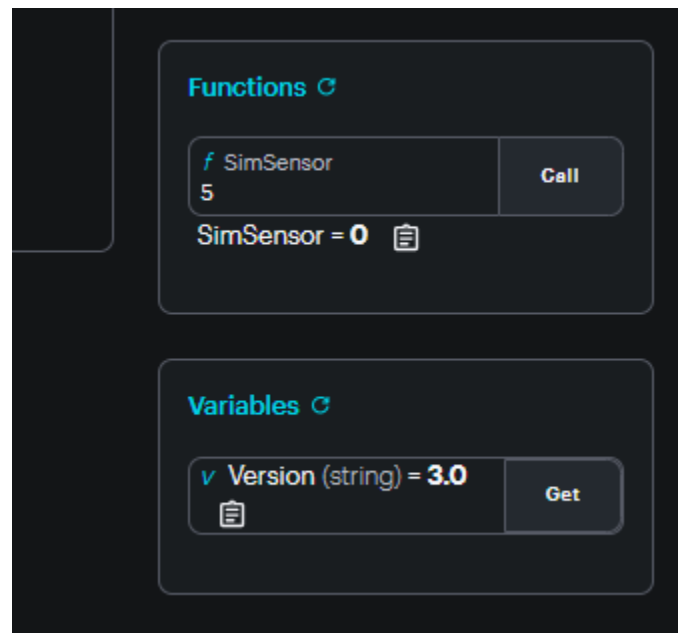 Functions
f SimSensor
5
Call
SimSensor = 0
Variables
v Version (string) = 3.0
Get